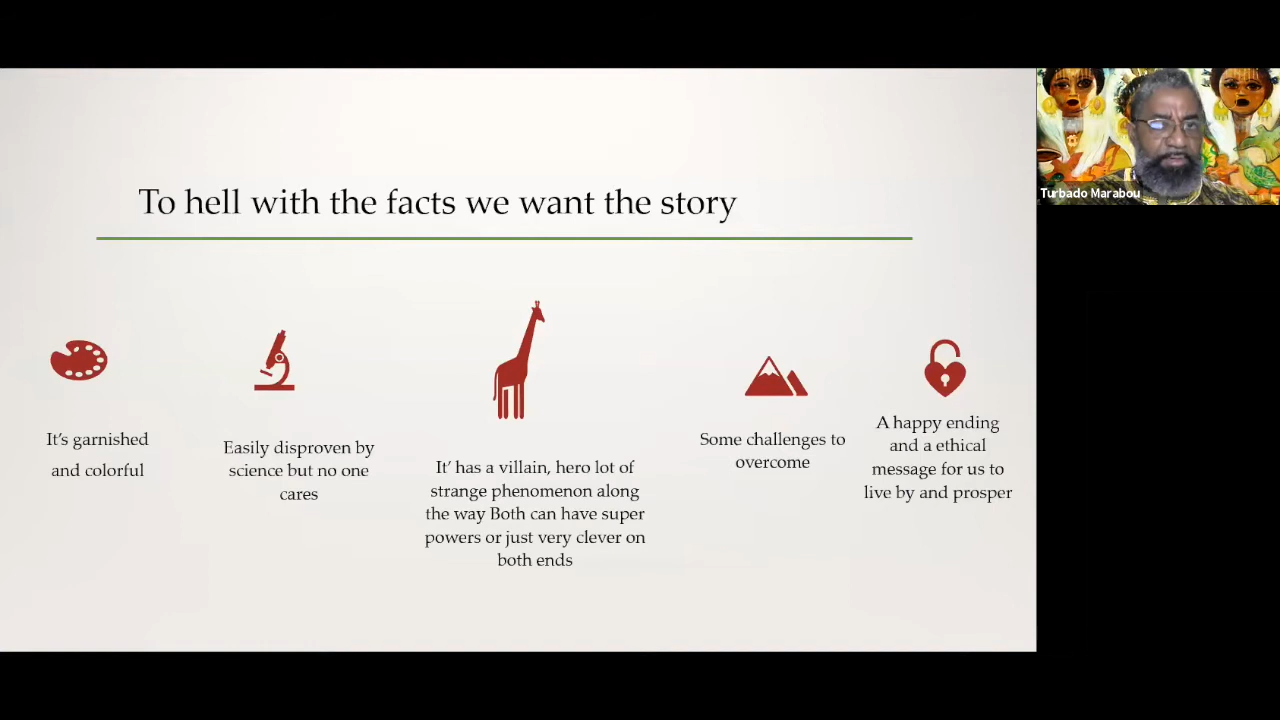 To hell with the facts we want the story
It's garnished
and colorful
Easily disproven by
science but no one
cares
It' has a villain, hero lot of
strange phenomenon along
the way Both can have super
powers or just very clever on
both ends
Some challenges to
overcome
A happy ending
and a ethical
message for us to
live by and prosper
Turbado Marabou